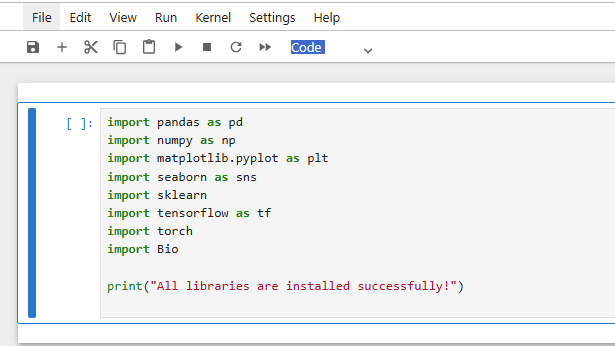 File Edit View Run Kernel Settings Help
Code
[ ]:
import pandas as pd
import numpy as np
import matplotlib.pyplot as plt
import seaborn as sns
import sklearn
import tensorflow as tf
import torch
import Bio
print("All libraries are installed successfully!")